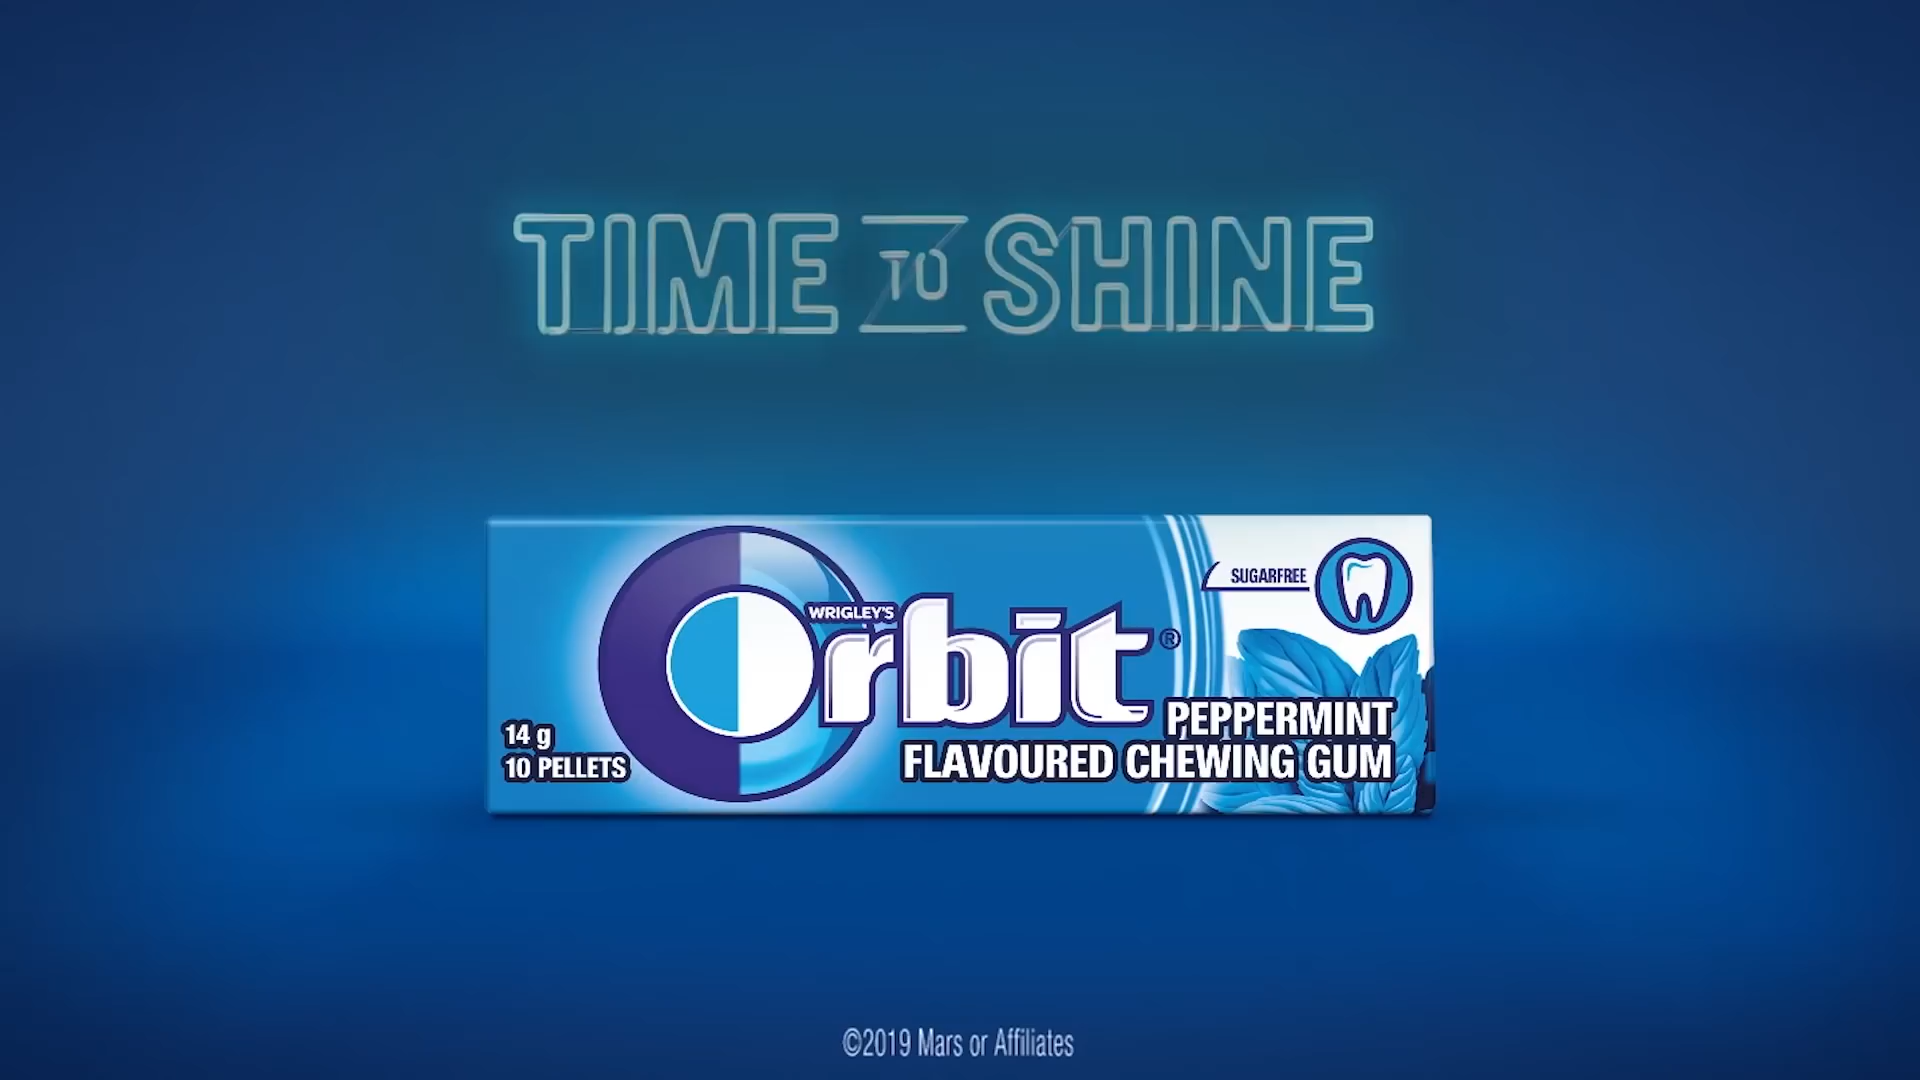 TIME TO SHINE
SUGARFREE
WRIGLEY'S
Orbit®
PEPPERMINT
FLAVOURED CHEWING GUM
14 g
10 PELLETS
©2019 Mars or Affiliates